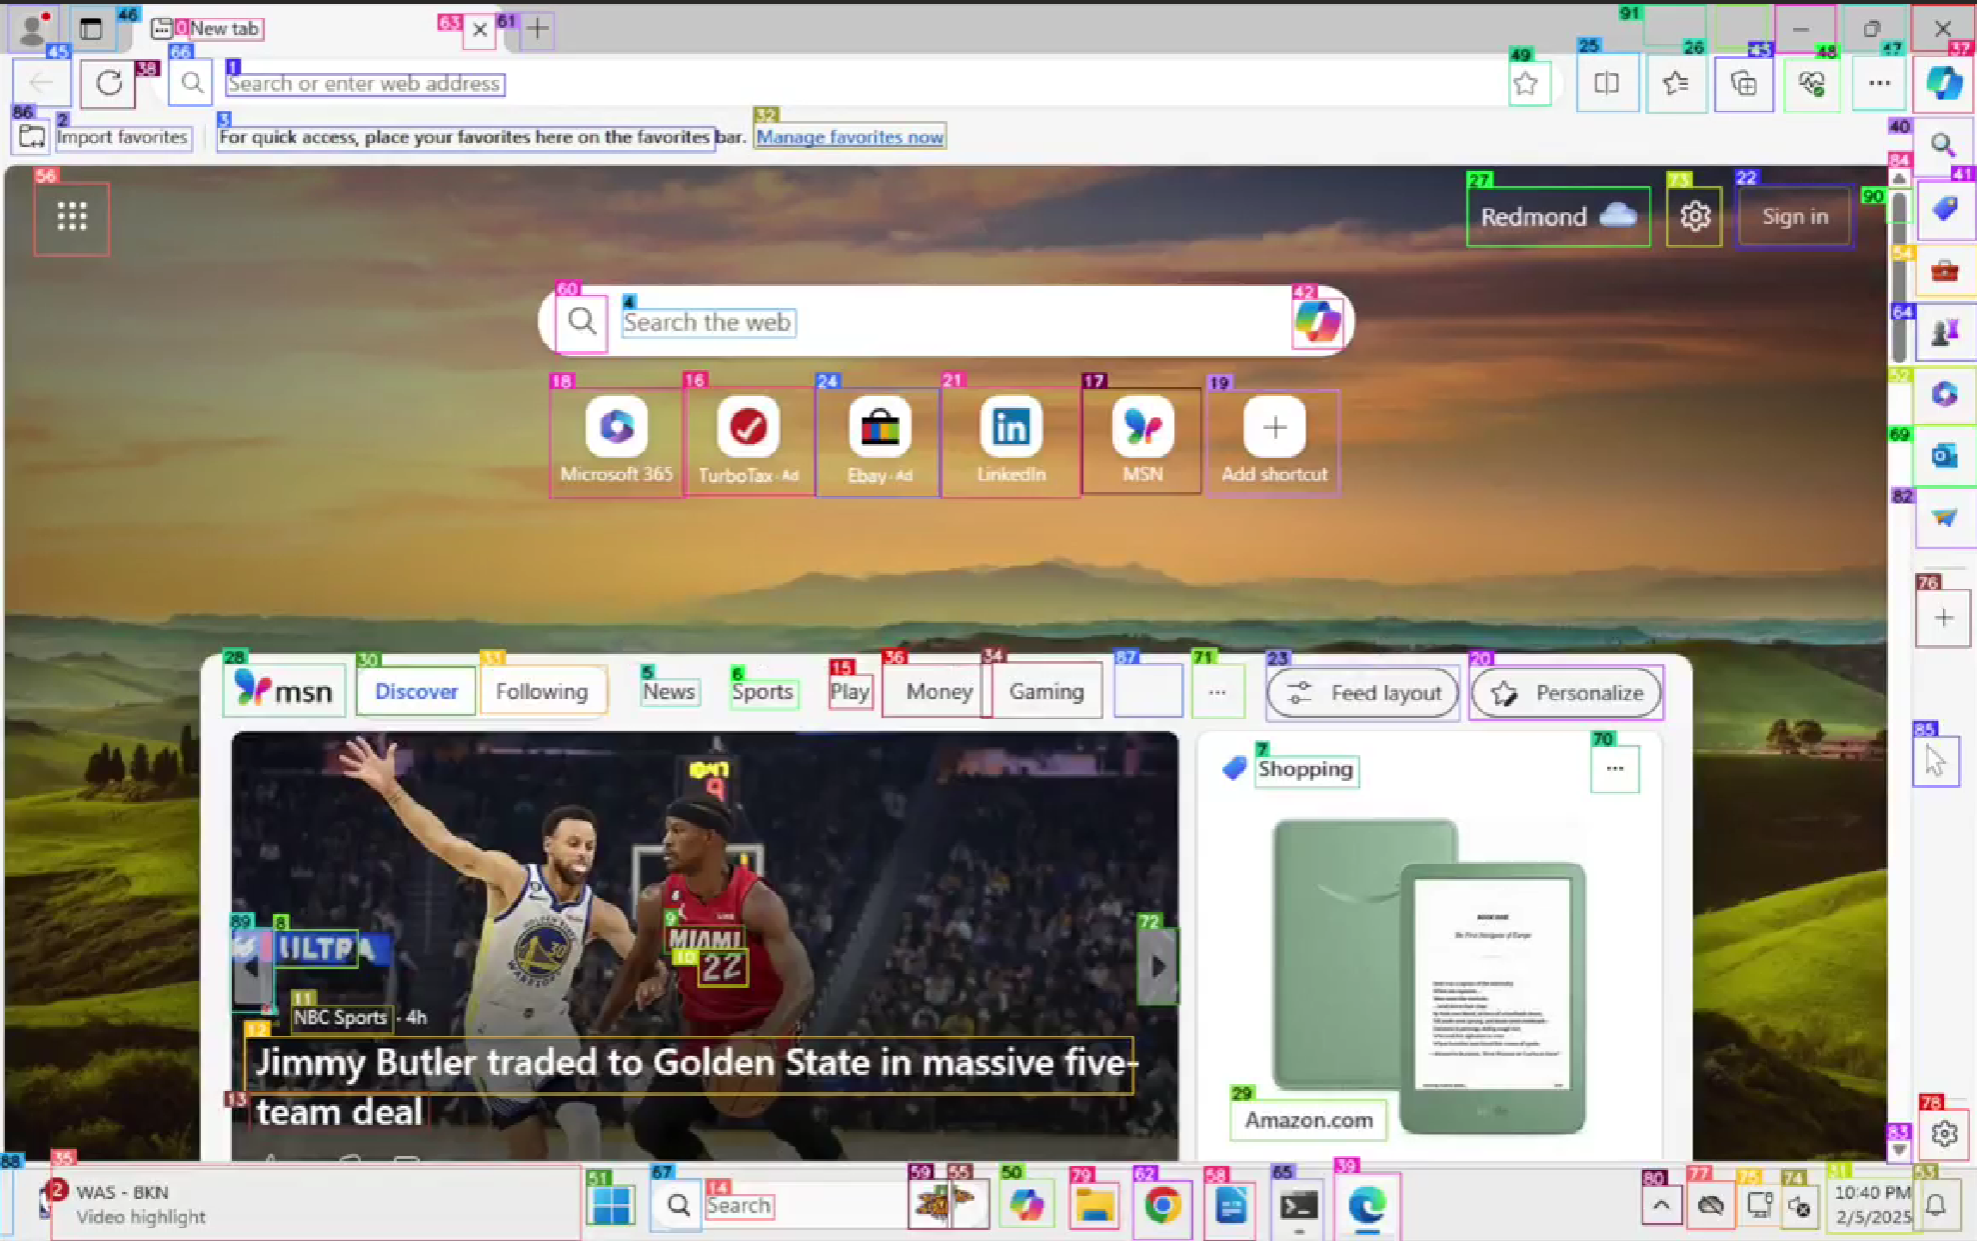 91
46
0
New tab
63
61
45
66
38
1
Search or enter web address
49
25
26
43
48
47
37
86
2
Import favorites
3
For quick access, place your favorites here on the favorites bar.
32
Manage favorites now
40
84
41
56
27
Redmond
73
22
Sign in
90
54
60
4
Search the web
42
64
18
Microsoft 365
16
TurboTax · Ad
24
Ebay · Ad
21
LinkedIn
17
MSN
19
Add shortcut
52
69
82
76
28
msn
30
Discover
33
Following
5
News
6
Sports
15
Play
36
Money
34
Gaming
87
71
...
23
Feed layout
20
Personalize
85
10:47
9
7
Shopping
70
...
89
8
ULTRA
9
MIAMI
10
22
72
30
WARRIORS
11
NBC Sports · 4h
12
Jimmy Butler traded to Golden State in massive five-
13
team deal
29
Amazon.com
78
83
88
35
2
WAS - BKN
Video highlight
51
67
14
Search
59
55
50
79
62
58
65
39
80
77
75
74
31
10:40 PM
2/5/2025
53